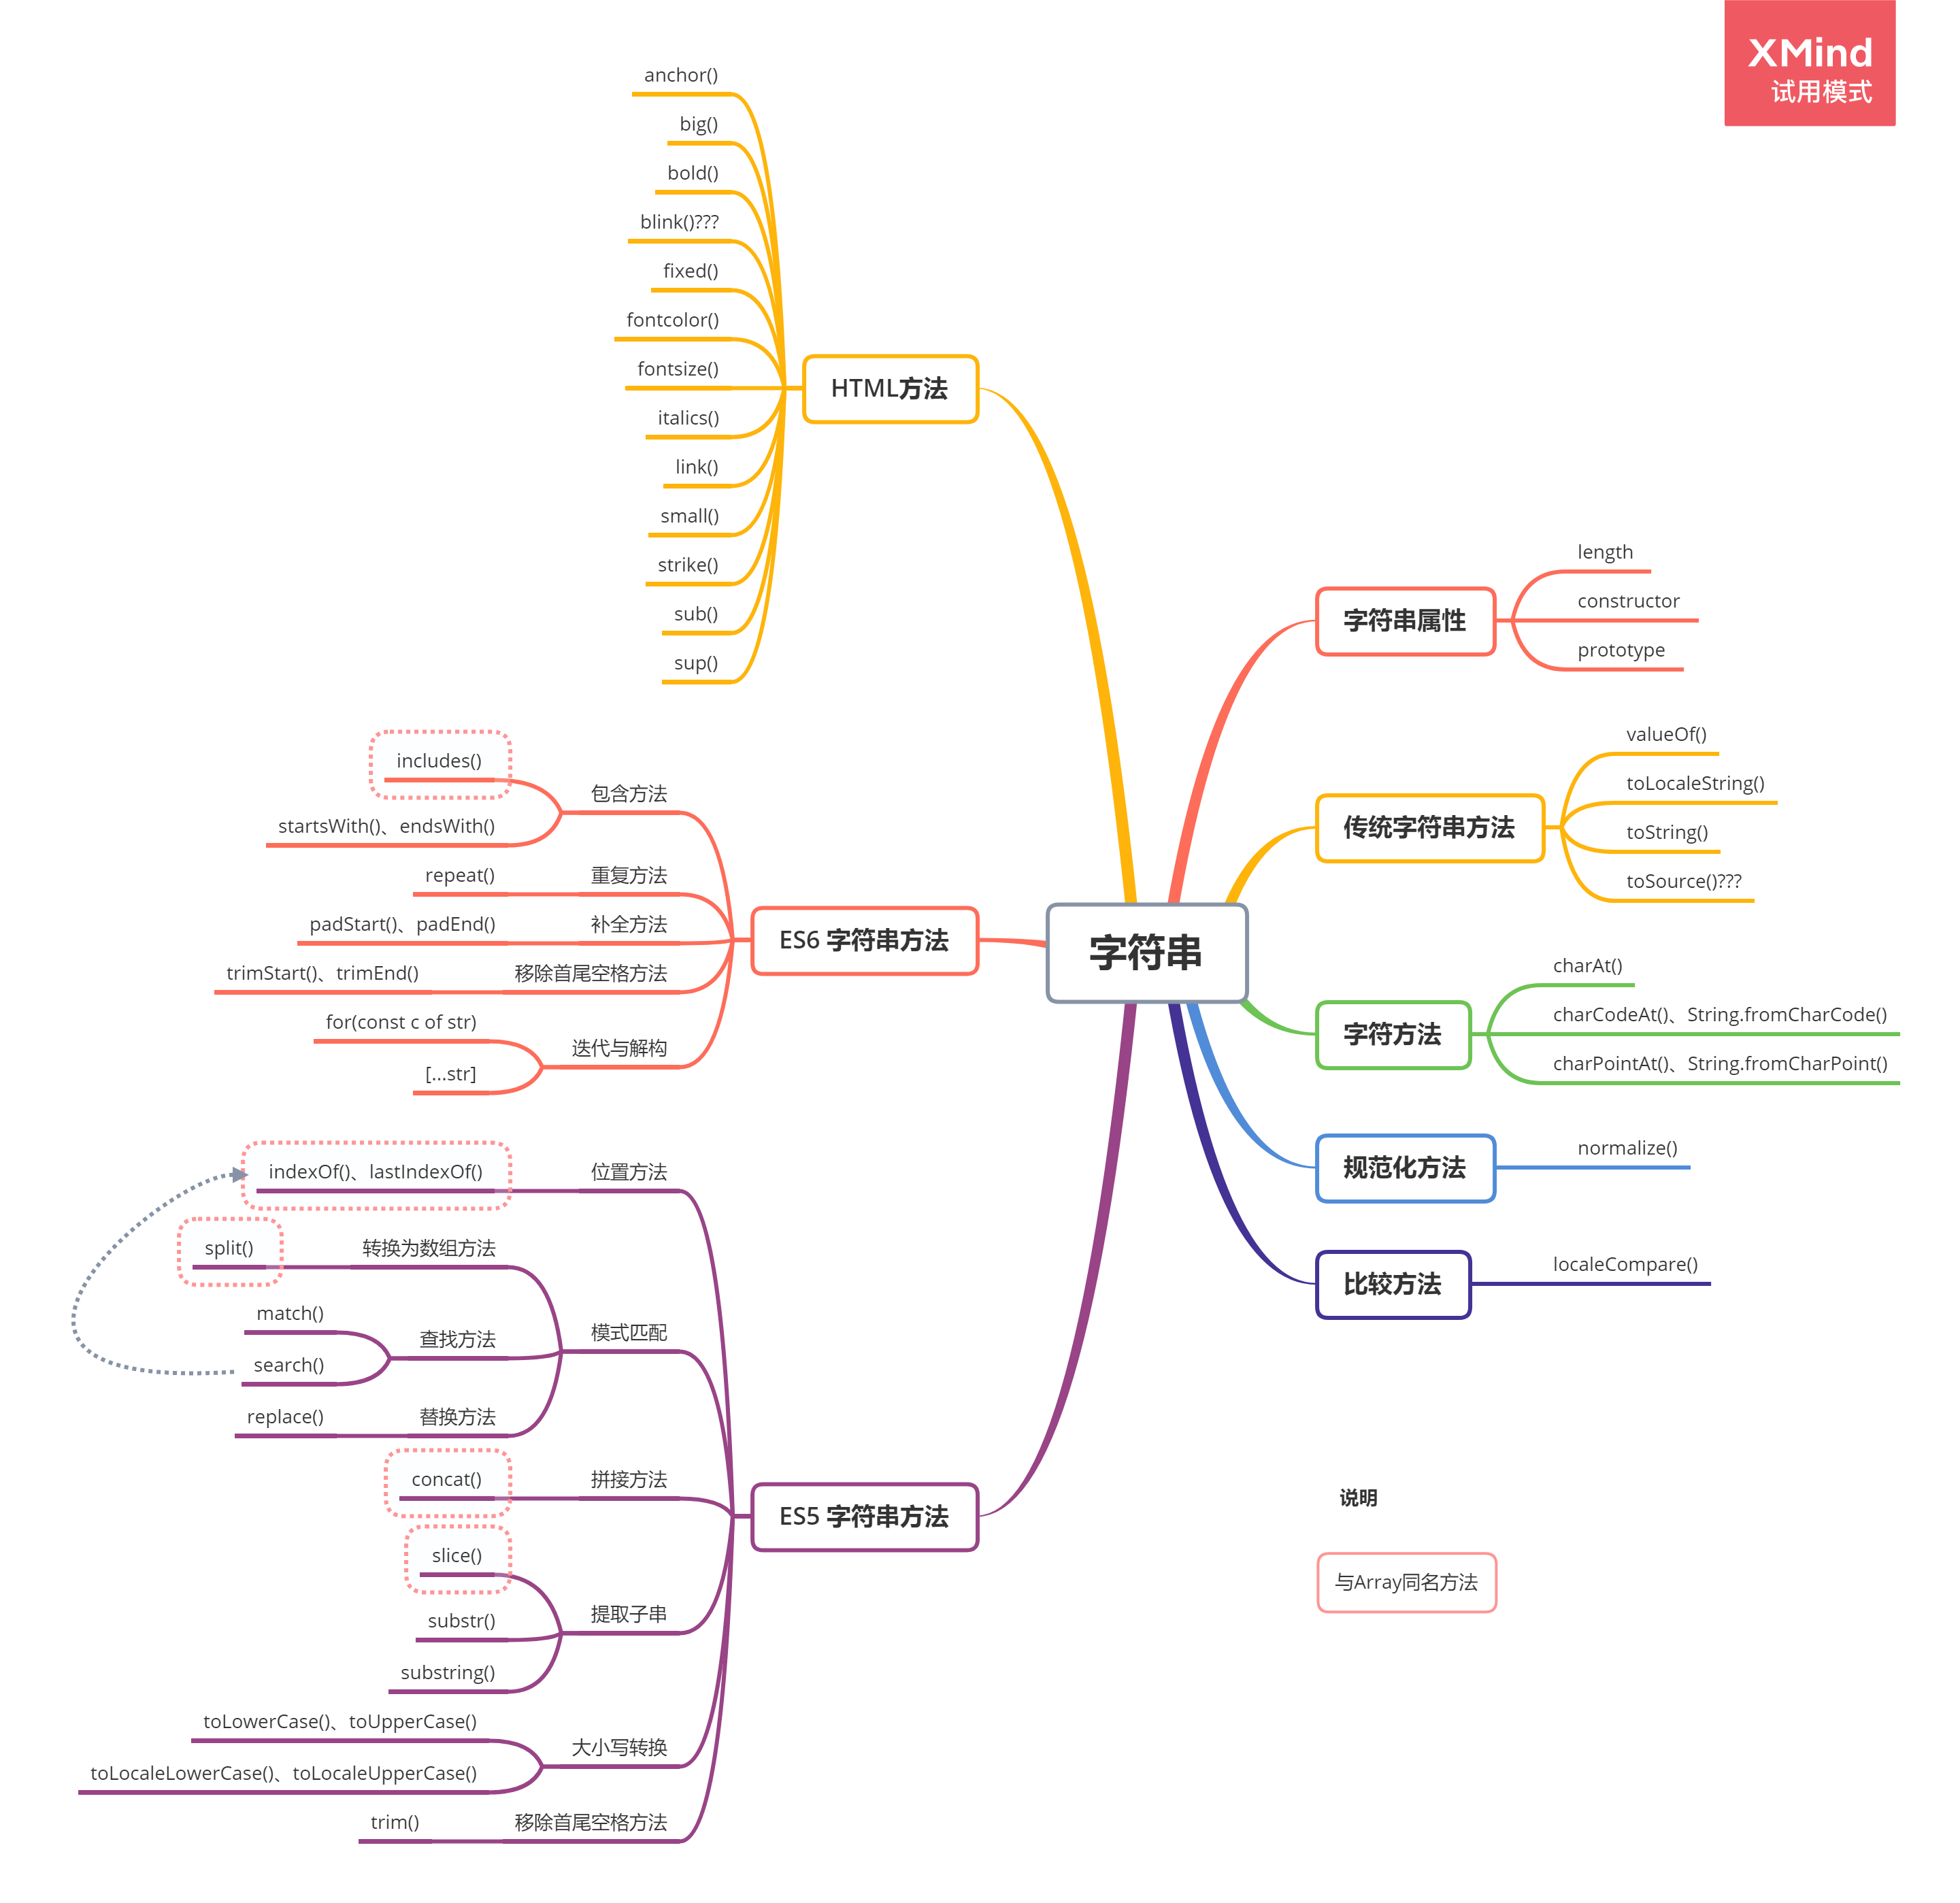 XMind
试用模式
字符串
HTML方法
anchor()
big()
bold()
blink()???
fixed()
fontcolor()
fontsize()
italics()
link()
small()
strike()
sub()
sup()
ES6 字符串方法
包含方法
includes()
startsWith()、endsWith()
重复方法
repeat()
补全方法
padStart()、padEnd()
移除首尾空格方法
trimStart()、trimEnd()
迭代与解构
for(const c of str)
[...str]
ES5 字符串方法
位置方法
indexOf()、lastIndexOf()
模式匹配
转换为数组方法
split()
查找方法
match()
search()
替换方法
replace()
拼接方法
concat()
提取子串
slice()
substr()
substring()
大小写转换
toLowerCase()、toUpperCase()
toLocaleLowerCase()、toLocaleUpperCase()
移除首尾空格方法
trim()
字符串属性
length
constructor
prototype
传统字符串方法
valueOf()
toLocaleString()
toString()
toSource()???
字符方法
charAt()
charCodeAt()、String.fromCharCode()
charPointAt()、String.fromCharPoint()
规范化方法
normalize()
比较方法
localeCompare()
说明
与Array同名方法